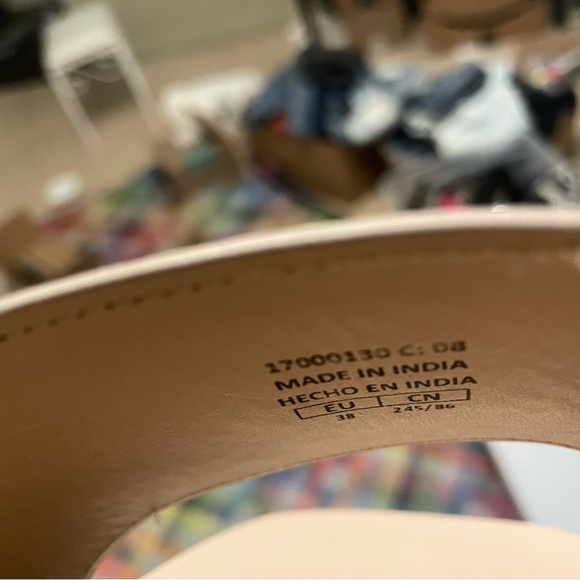 17000130 C: 08
MADE IN INDIA
HECHO EN INDIA
EU CN
38 245/86